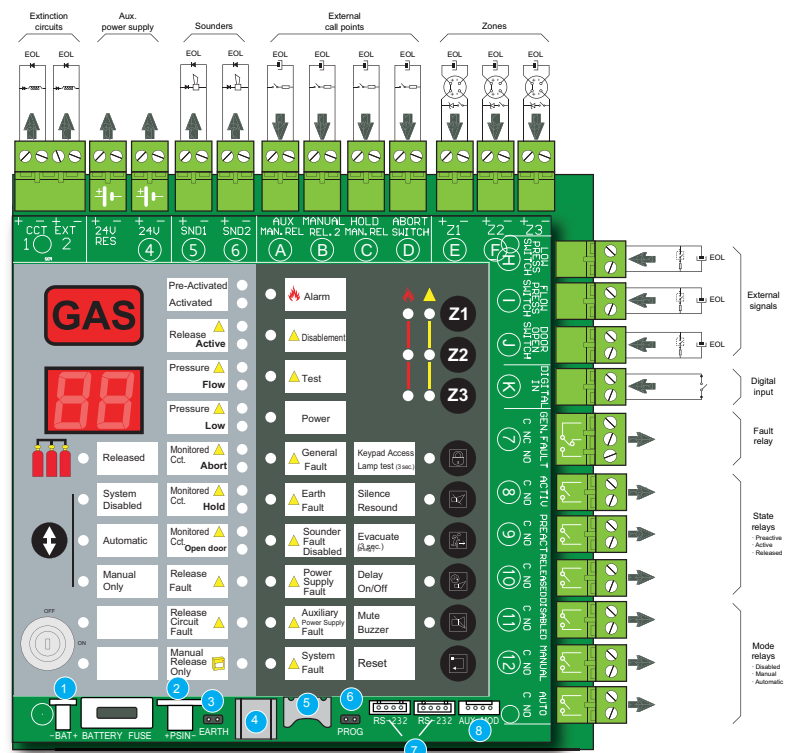 Extinction
circuits
Aux.
power supply
Sounders
External
call points
Zones
EOL EOL EOL EOL EOL EOL EOL EOL EOL EOL EOL
+ - + - + - + - + - + - + - + - + - + - + - + - +
CCT EXT
1 2
24V
RES
24V
4
SND1
5
SND2
6
AUX
MAN.REL
A
MANUAL
REL.2
B
HOLD
MAN.REL
C
ABORT
SWITCH
D
Z1
E
Z2
F
Z3
LOW
PRESS
SWITCH
H
FLOW
PRESS
SWITCH
I
DOOR
OPEN
SWITCH
J
DIGITAL
IN
K
GEN.FAULT
C NC NO
7
ACTIV
C NO
8
PREACT
C NO
9
RELEASED
C NO
10
DISABLED
C NO
11
MANUAL
C NO
12
AUTO
C NO
EOL
EOL
EOL
External
signals
Digital
input
Fault
relay
State
relays
· Preactive
· Active
· Released
Mode
relays
· Disabled
· Manual
· Automatic
GAS
88
Pre-Activated
Activated
Release
Active
Pressure
Flow
Pressure
Low
Released
Monitored
Cct.
Abort
System
Disabled
Monitored
Cct.
Hold
Automatic
Monitored
Cct.
Open door
Manual
Only
Release
Fault
Release
Circuit
Fault
Manual
Release
Only
OFF
ON
Alarm
Disablement
Test
Power
Z1
Z2
Z3
General
Fault
Keypad Access
Lamp test (3 sec.)
Earth
Fault
Silence
Resound
Sounder
Fault
Disabled
Evacuate
(3 sec.)
Power
Supply
Fault
Delay
On/Off
Auxiliary
Power Supply
Fault
Mute
Buzzer
System
Fault
Reset
1
2
3
4
5
6
7
8
-BAT+
BATTERY FUSE
+PSIN-
EARTH
PROG
RS-232
RS-232
AUX.MOD